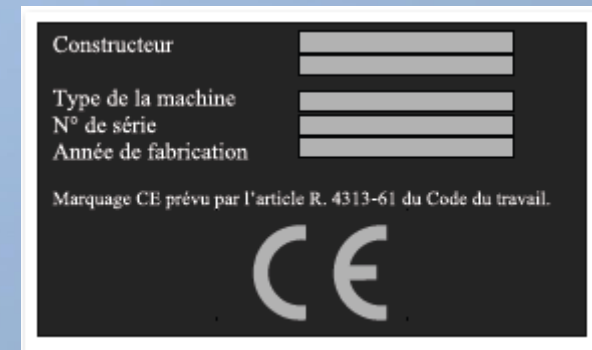 Constructeur
Type de la machine
N° de série
Année de fabrication
Marquage CE prévu par l'article R. 4313-61 du Code du travail.
CE